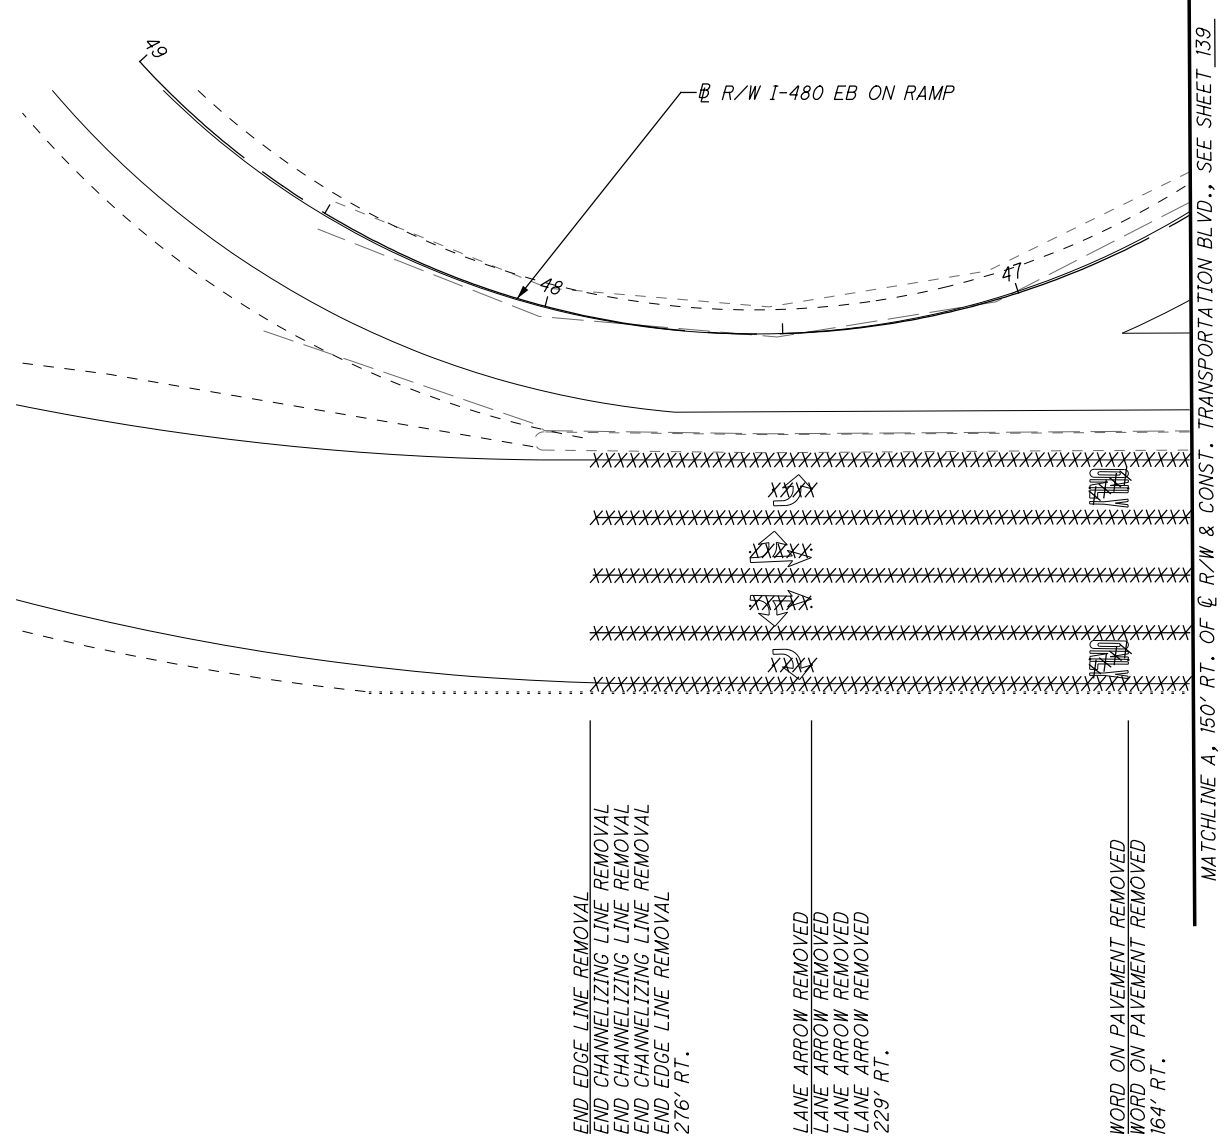 49
℄ R/W I-480 EB ON RAMP
48
47
ONLY
ONLY
MATCHLINE A, 150' RT. OF ℄ R/W & CONST. TRANSPORTATION BLVD., SEE SHEET 139
END EDGE LINE REMOVAL
END CHANNELIZING LINE REMOVAL
END CHANNELIZING LINE REMOVAL
END CHANNELIZING LINE REMOVAL
END EDGE LINE REMOVAL
276' RT.
LANE ARROW REMOVED
LANE ARROW REMOVED
LANE ARROW REMOVED
LANE ARROW REMOVED
229' RT.
WORD ON PAVEMENT REMOVED
WORD ON PAVEMENT REMOVED
164' RT.